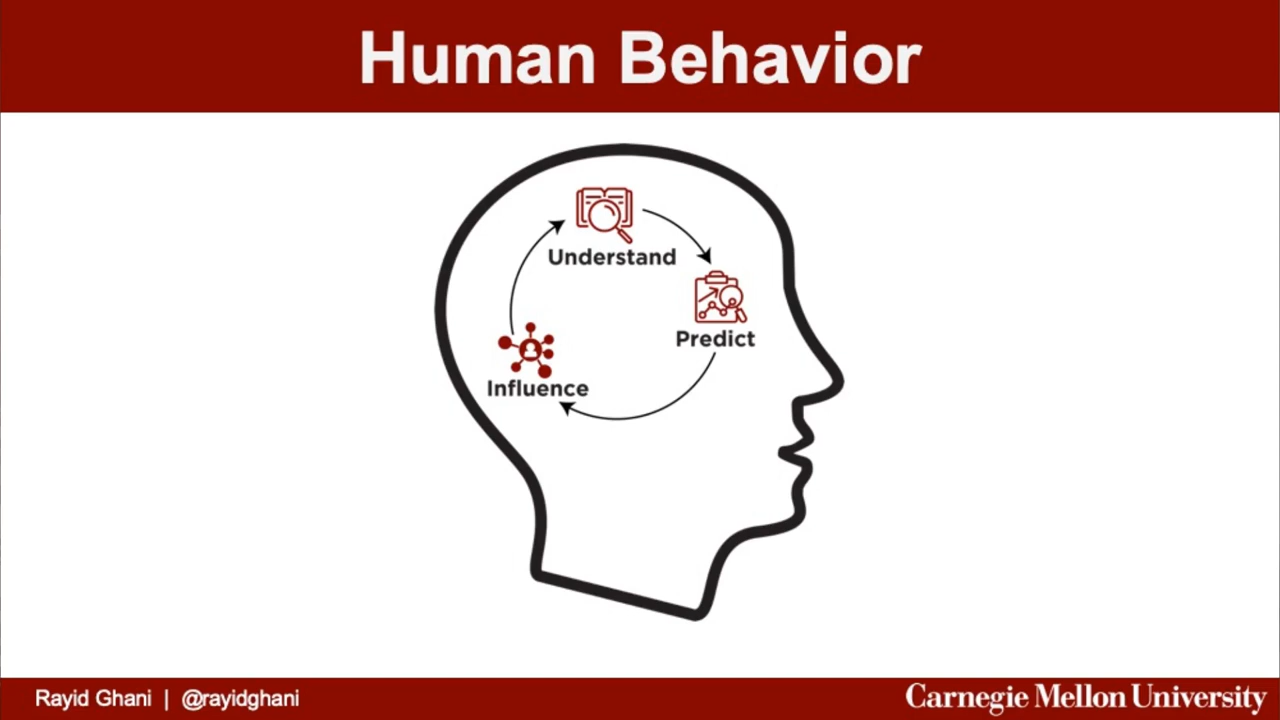 Human Behavior
Understand
Predict
Influence
Rayid Ghani | @rayidghani
Carnegie Mellon University